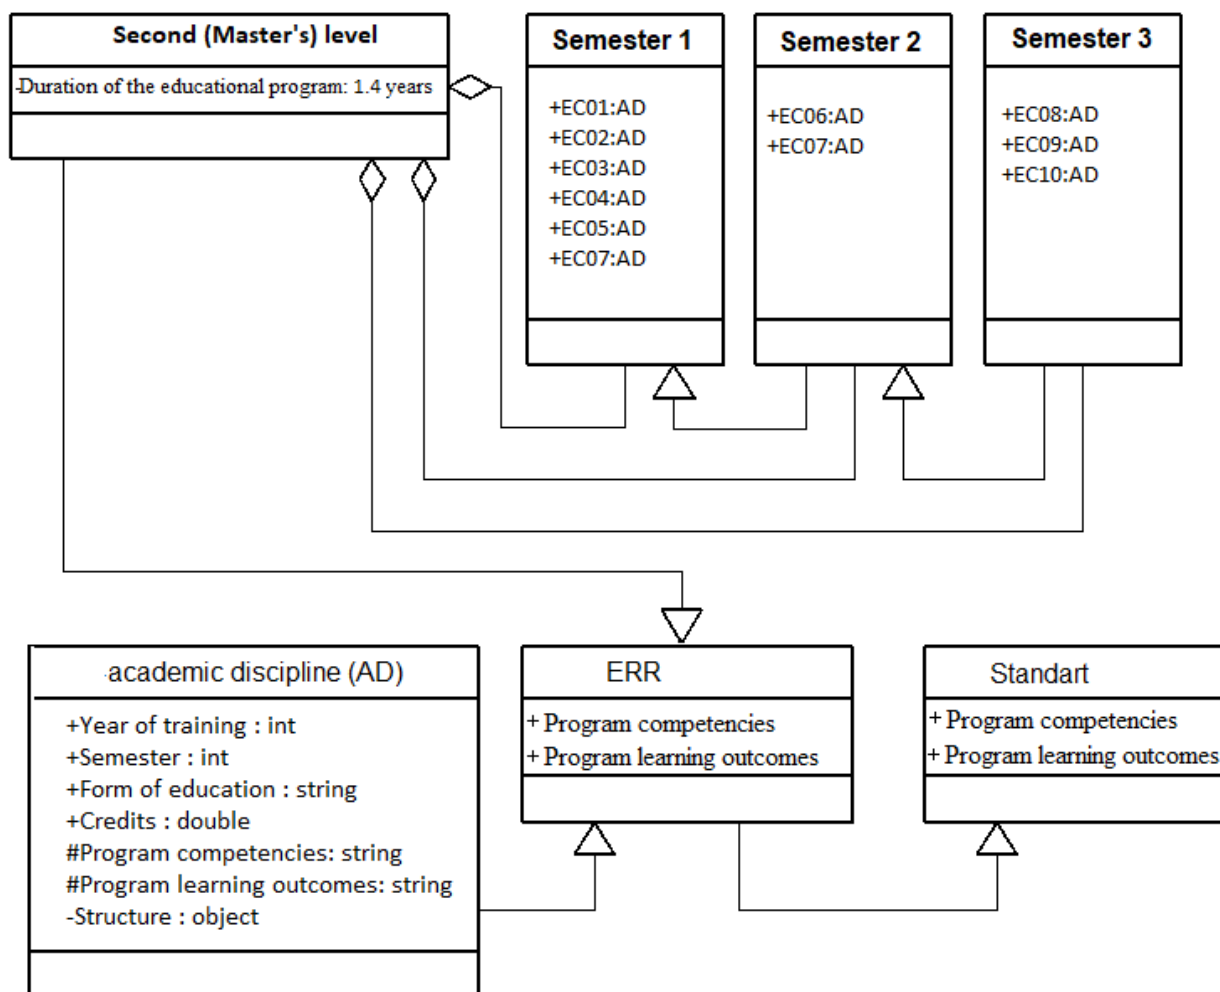 Second (Master's) level
-Duration of the educational program: 1.4 years
Semester 1
+EC01:AD
+EC02:AD
+EC03:AD
+EC04:AD
+EC05:AD
+EC07:AD
Semester 2
+EC06:AD
+EC07:AD
Semester 3
+EC08:AD
+EC09:AD
+EC10:AD
academic discipline (AD)
+Year of training : int
+Semester : int
+Form of education : string
+Credits : double
#Program competencies: string
#Program learning outcomes: string
-Structure : object
ERR
+ Program competencies
+ Program learning outcomes
Standart
+ Program competencies
+ Program learning outcomes